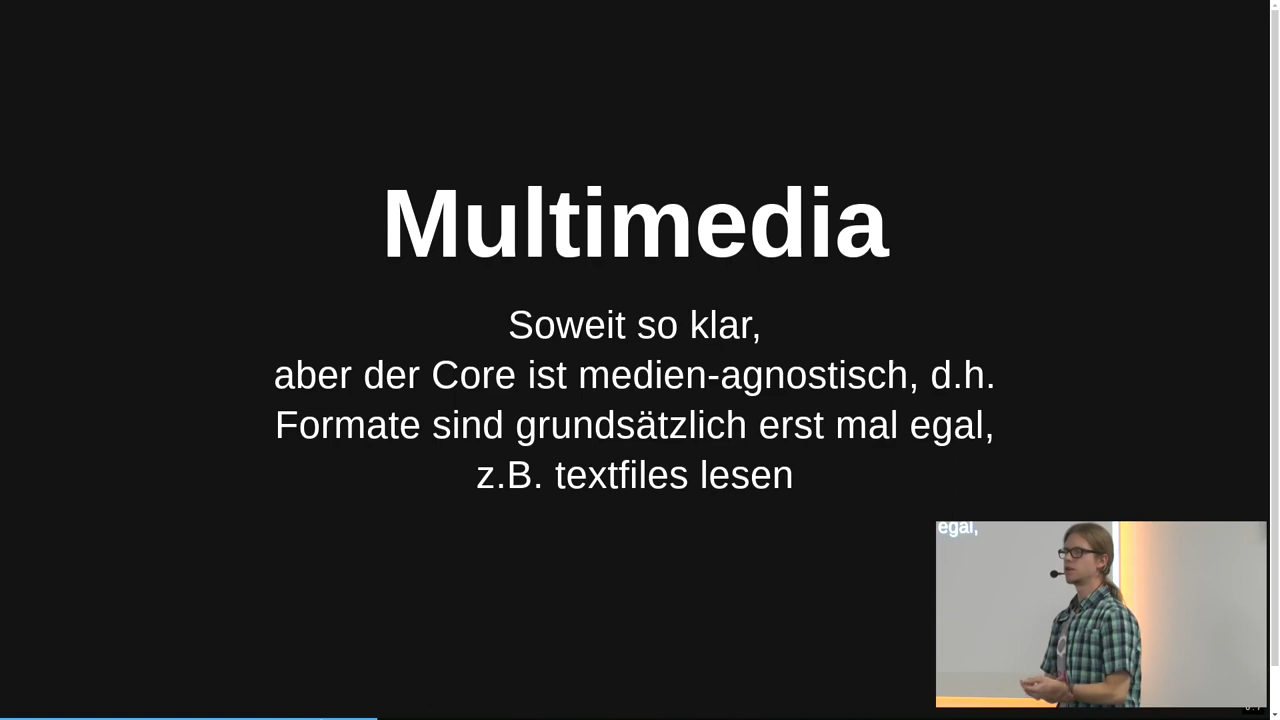 Multimedia
Soweit so klar,
aber der Core ist medien-agnostisch, d.h.
Formate sind grundsätzlich erst mal egal,
z.B. textfiles lesen
egal,